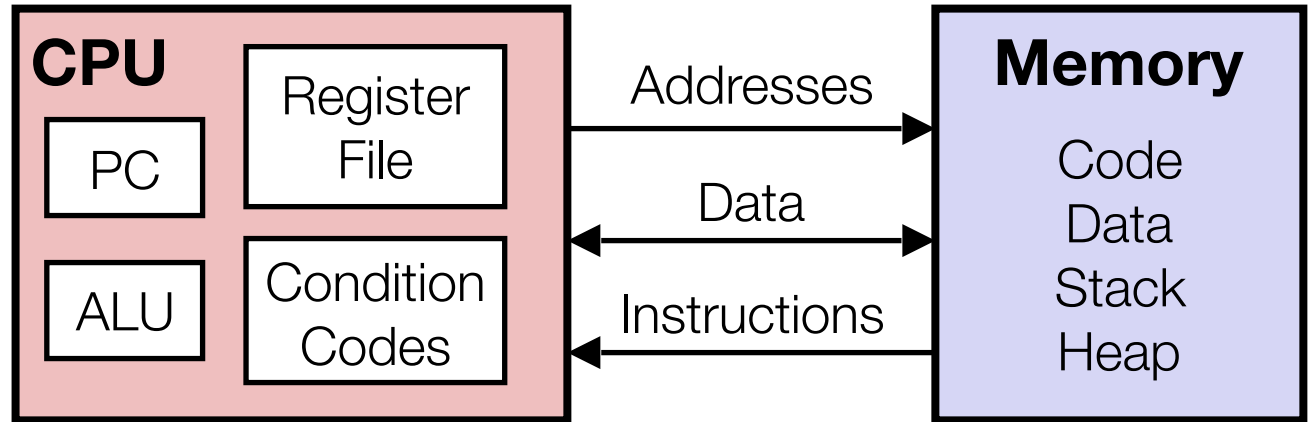 CPU
PC
ALU
Register
File
Condition
Codes
Addresses
Data
Instructions
Memory
Code
Data
Stack
Heap